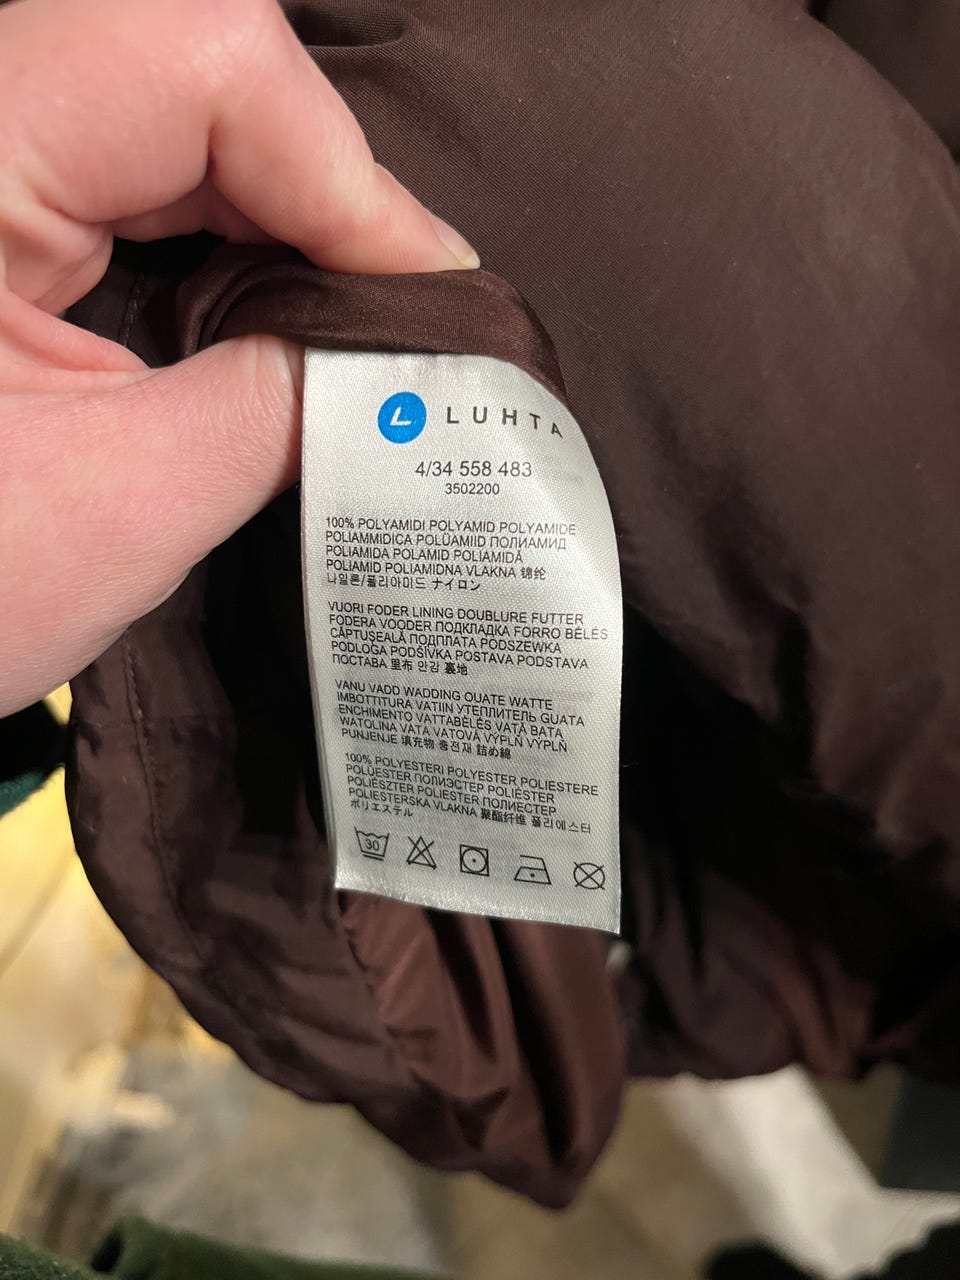 L LUHTA
4/34 558 483
3502200
100% POLYAMIDI POLYAMID POLYAMIDE
POLIAMMIDICA POLÜAMIID ПОЛИАМИД
POLIAMIDA POLAMID POLIAMIDĂ
POLIAMID POLIAMIDNA VLAKNA 锦纶
나일론/폴리아미드 ナイロン
VUORI FODER LINING DOUBLURE FUTTER
FODERA VOODER ПОДКЛАДКА FORRO BÉLÉS
CĂPTUŞEALĂ ПОДПЛАТА PODSZEWKA
PODLOGA PODŠÍVKA POSTAVA PODSTAVA
ПОСТАВА 里布 안감 裏地
VANU VADD WADDING OUATE WATTE
IMBOTTITURA VATIIN УТЕПЛИТЕЛЬ GUATA
ENCHIMENTO VATTABÉLÉS VATĂ BATA
WATOLINA VATA VATOVÁ VÝPLŇ VÝPLŇ
PUNJENJE 填充物 충전재 詰め綿
100% POLYESTERI POLYESTER POLIESTERE
POLÜESTER ПОЛИЭСТЕР POLIÉSTER
POLIÉSZTER POLIESTER ПОЛИЕСТЕР
POLIESTERSKA VLAKNA 聚酯纤维 폴리에스터
ポリエステル
30